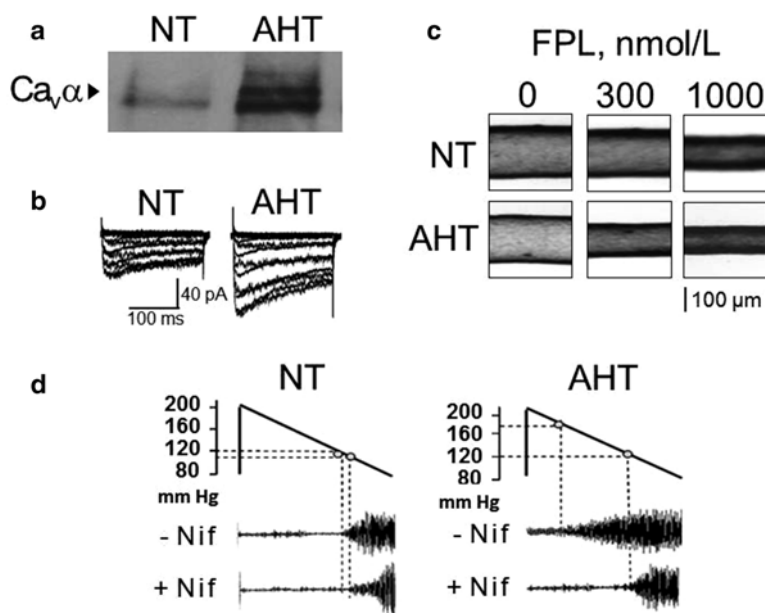 a
NT AHT
Caᵥα
b
NT AHT
40 pA
100 ms
c
FPL, nmol/L
0 300 1000
NT
AHT
100 µm
d
NT
200
160
120
80
mm Hg
- Nif
+ Nif
AHT
200
160
120
80
mm Hg
- Nif
+ Nif